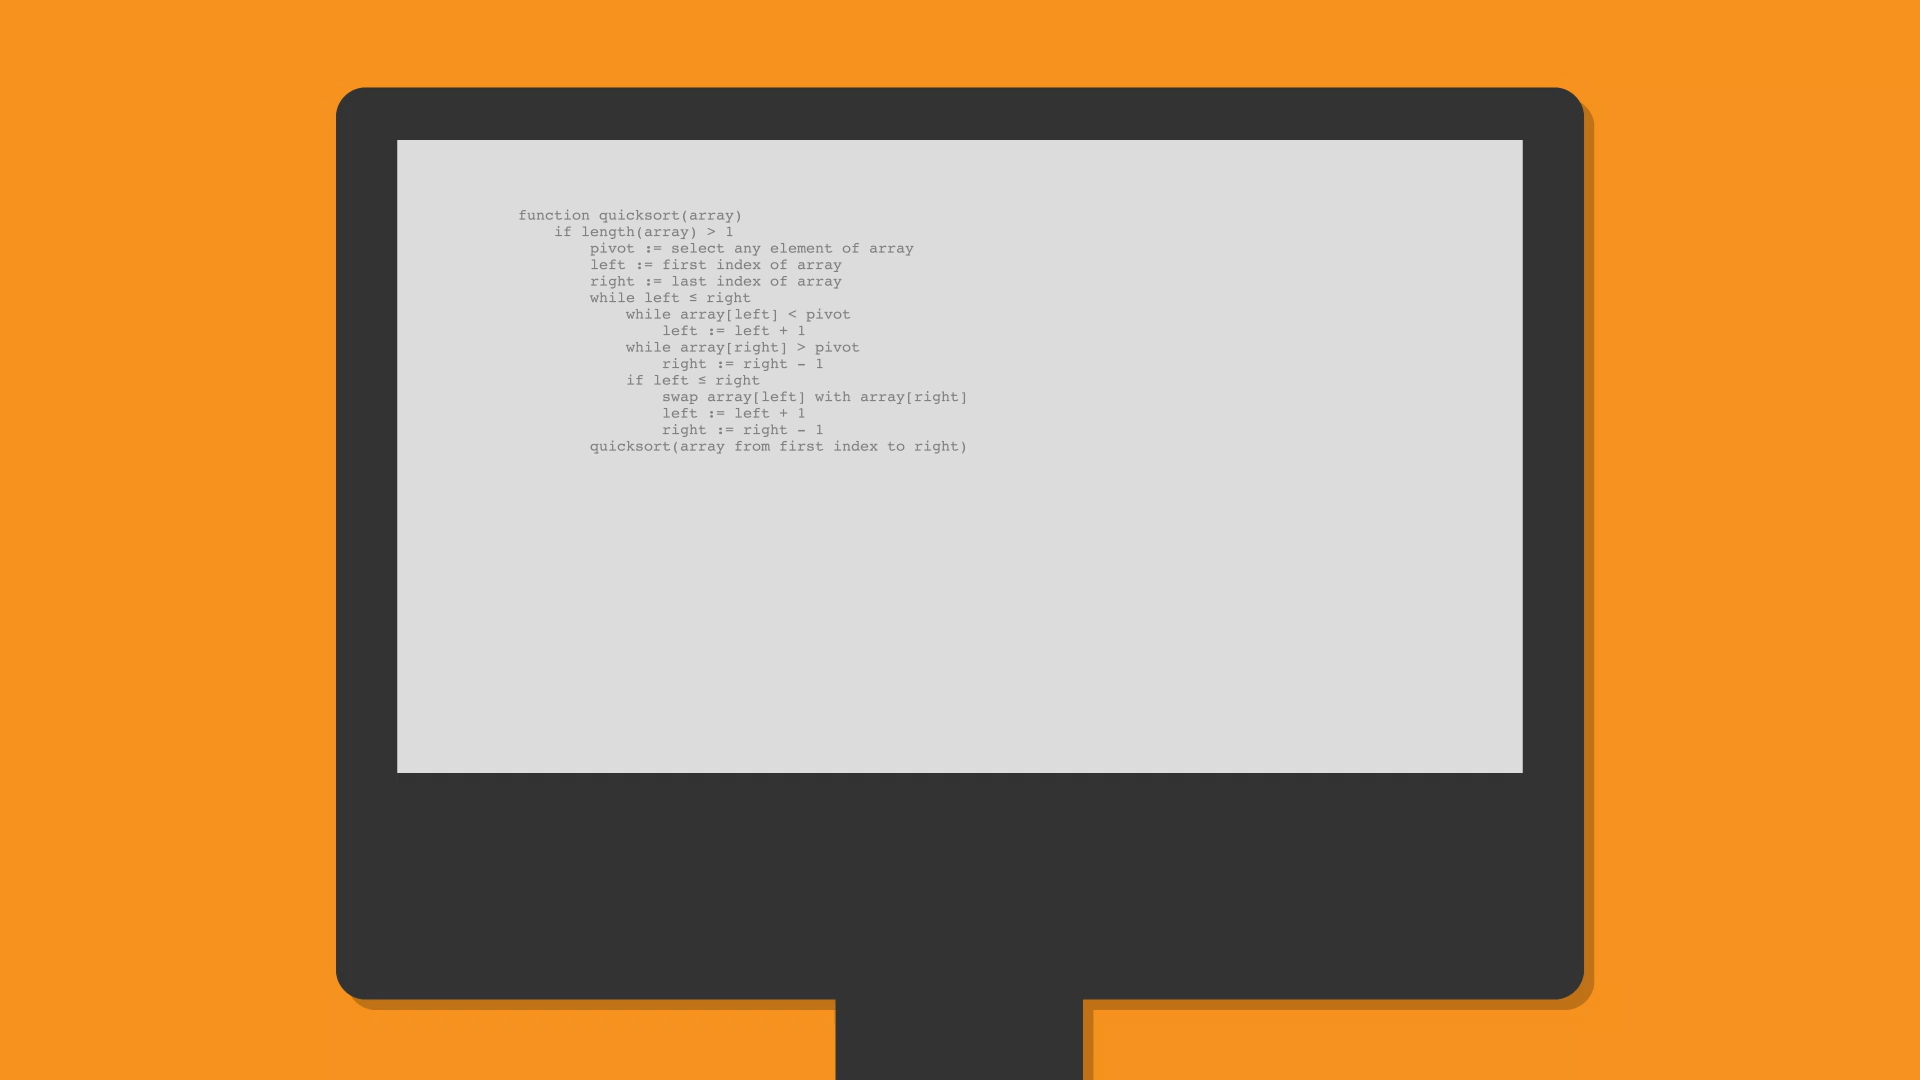 function quicksort(array)
    if length(array) > 1
        pivot := select any element of array
        left := first index of array
        right := last index of array
        while left ≤ right
            while array[left] < pivot
                left := left + 1
            while array[right] > pivot
                right := right - 1
            if left ≤ right
                swap array[left] with array[right]
                left := left + 1
                right := right - 1
        quicksort(array from first index to right)